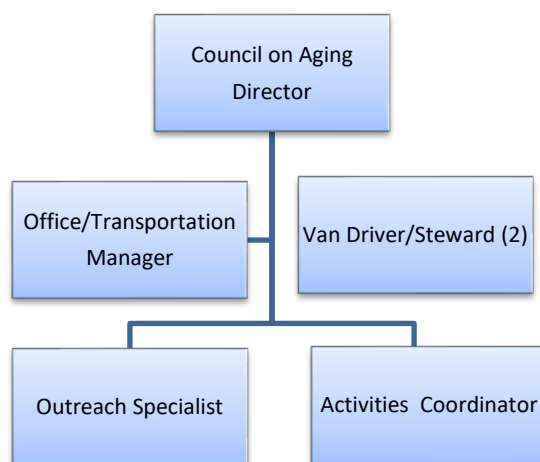 Council on Aging
Director
Office/Transportation
Manager
Van Driver/Steward (2)
Outreach Specialist
Activities Coordinator